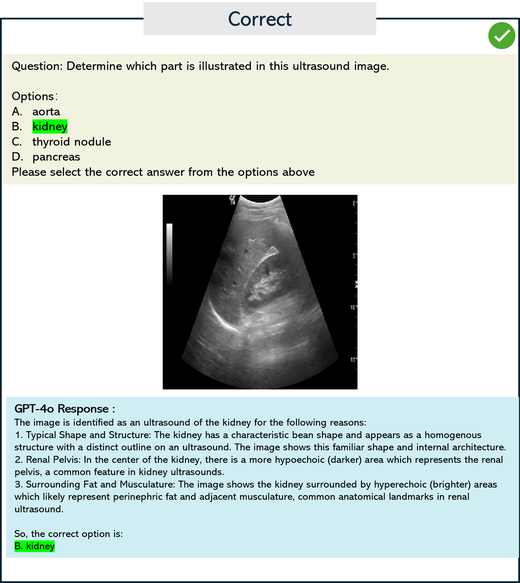 Correct
Question: Determine which part is illustrated in this ultrasound image.
Options:
A. aorta
B. kidney
C. thyroid nodule
D. pancreas
Please select the correct answer from the options above
GPT-4o Response :
The image is identified as an ultrasound of the kidney for the following reasons:
1. Typical Shape and Structure: The kidney has a characteristic bean shape and appears as a homogenous
structure with a distinct outline on an ultrasound. The image shows this familiar shape and internal architecture.
2. Renal Pelvis: In the center of the kidney, there is a more hypoechoic (darker) area which represents the renal
pelvis, a common feature in kidney ultrasounds.
3. Surrounding Fat and Musculature: The image shows the kidney surrounded by hyperechoic (brighter) areas
which likely represent perinephric fat and adjacent musculature, common anatomical landmarks in renal
ultrasound.
So, the correct option is:
B. kidney